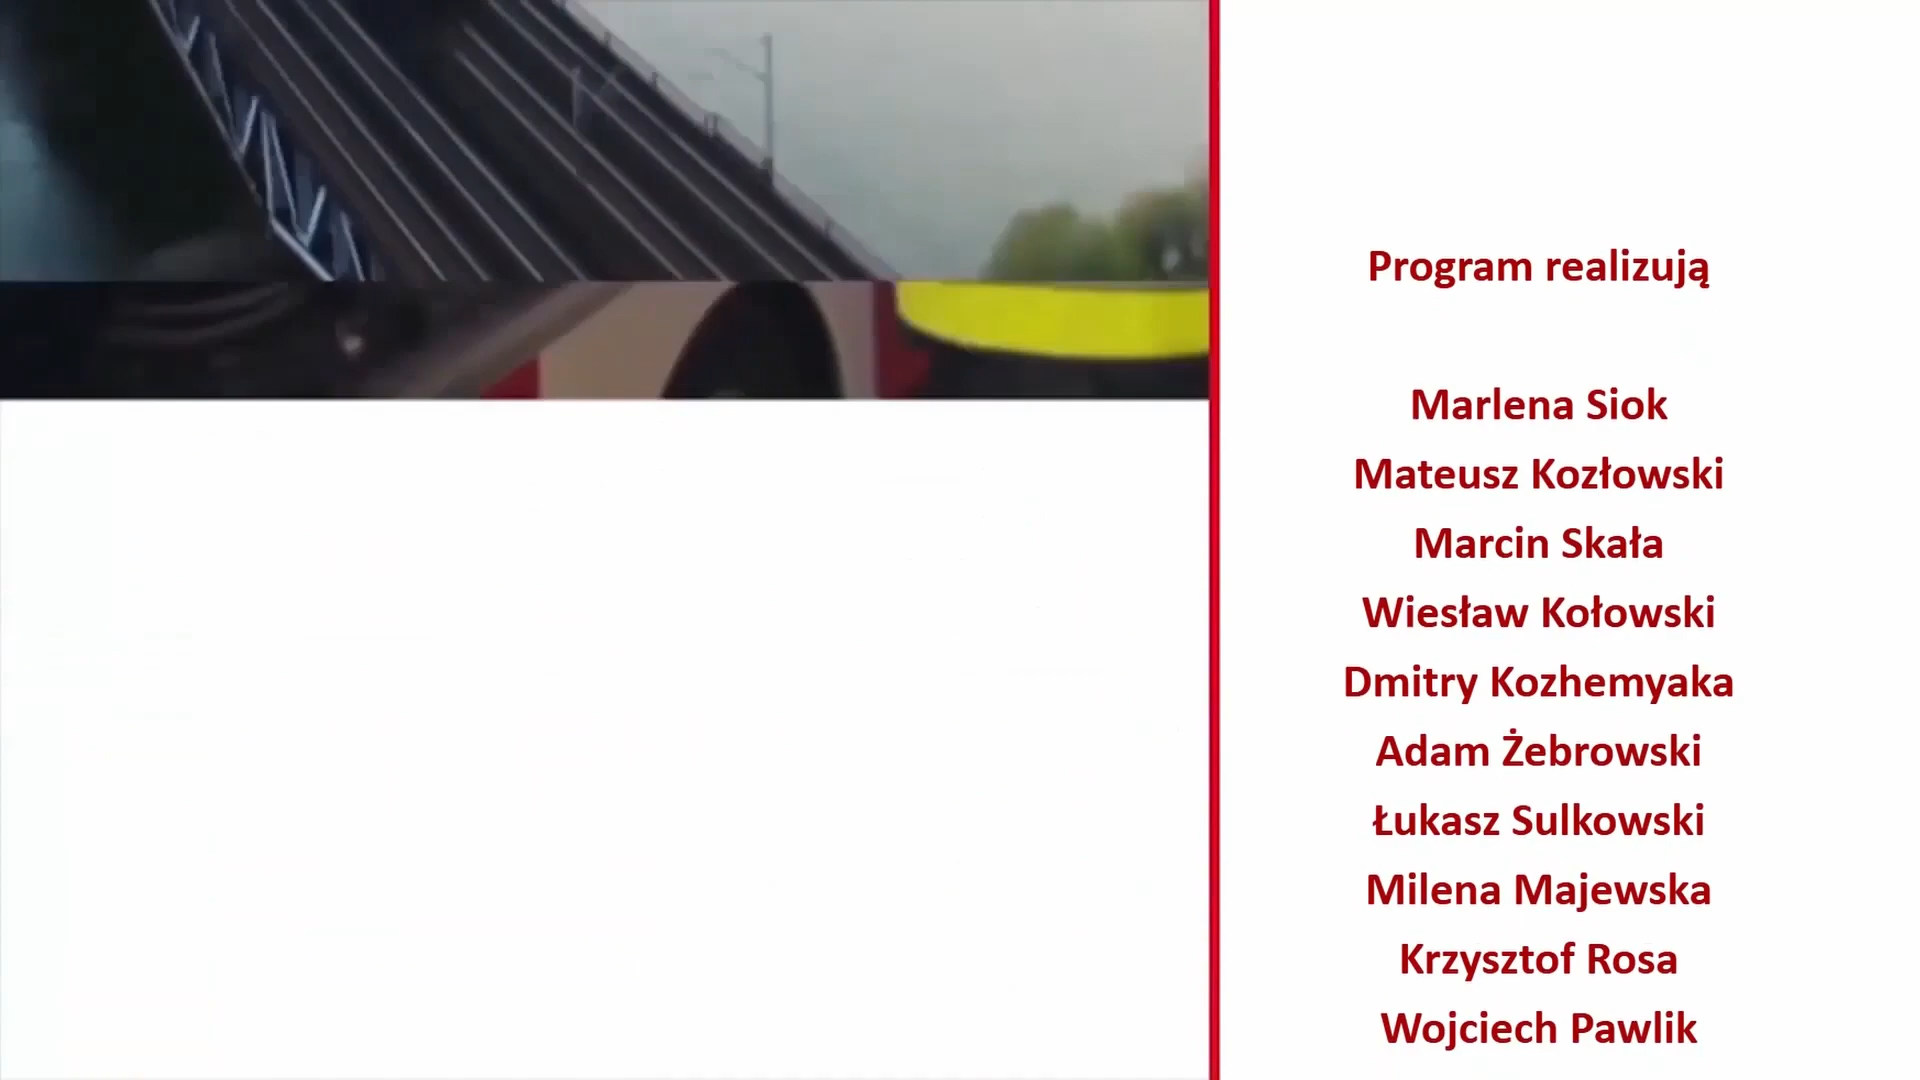 Program realizują
Marlena Siok
Mateusz Kozłowski
Marcin Skała
Wiesław Kołowski
Dmitry Kozhemyaka
Adam Żebrowski
Łukasz Sulkowski
Milena Majewska
Krzysztof Rosa
Wojciech Pawlik